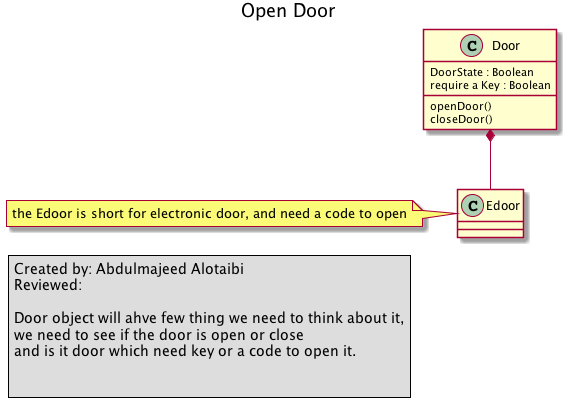 Open Door
C Door
DoorState : Boolean
require a Key : Boolean
openDoor()
closeDoor()
the Edoor is short for electronic door, and need a code to open
C Edoor
Created by: Abdulmajeed Alotaibi
Reviewed:
Door object will ahve few thing we need to think about it,
we need to see if the door is open or close
and is it door which need key or a code to open it.